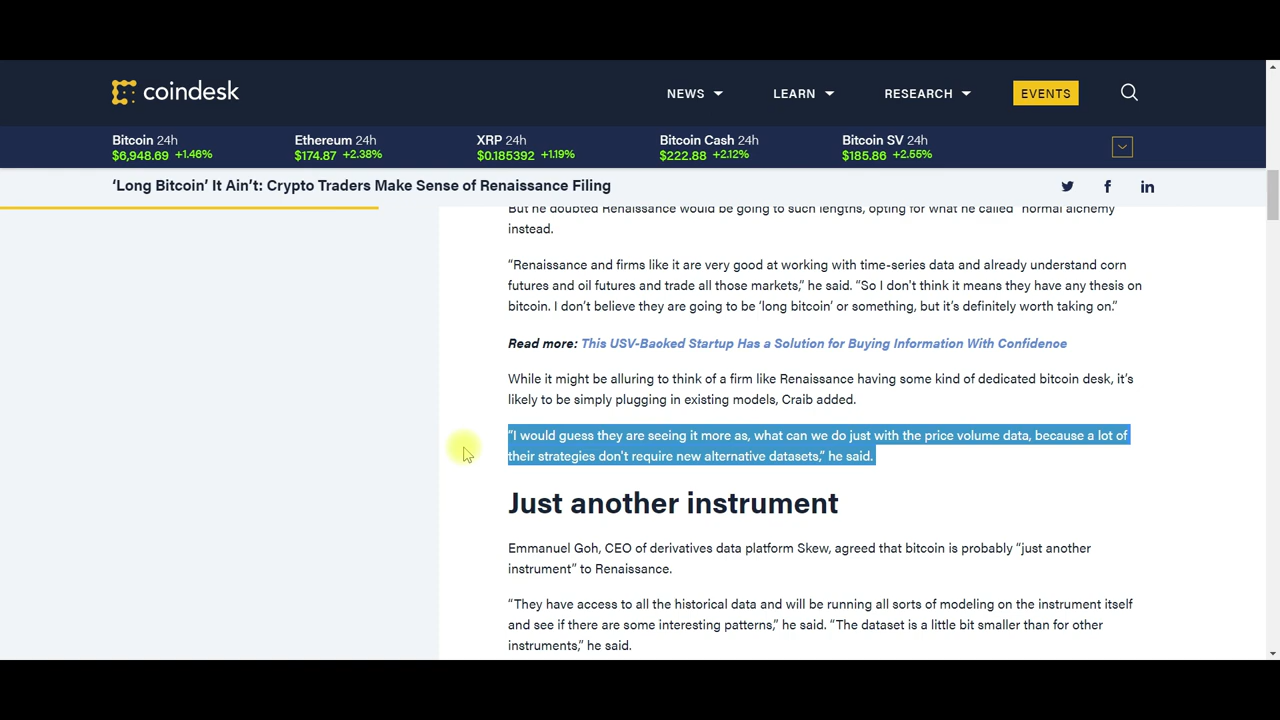 coindesk
NEWS LEARN RESEARCH EVENTS
Bitcoin 24h Ethereum 24h XRP 24h Bitcoin Cash 24h Bitcoin SV 24h
$6,948.69 +1.46% $174.87 +2.38% $0.185392 +1.19% $222.88 +2.12% $185.86 +2.55%
‘Long Bitcoin’ It Ain’t: Crypto Traders Make Sense of Renaissance Filing
But he doubted Renaissance would be going to such lengths, opting for what he called “normal alchemy
instead.
“Renaissance and firms like it are very good at working with time-series data and already understand corn
futures and oil futures and trade all those markets,” he said. “So I don’t think it means they have any thesis on
bitcoin. I don’t believe they are going to be ‘long bitcoin’ or something, but it’s definitely worth taking on.”
Read more: This USV-Backed Startup Has a Solution for Buying Information With Confidence
While it might be alluring to think of a firm like Renaissance having some kind of dedicated bitcoin desk, it’s
likely to be simply plugging in existing models, Craib added.
“I would guess they are seeing it more as, what can we do just with the price volume data, because a lot of
their strategies don't require new alternative datasets,” he said.
Just another instrument
Emmanuel Goh, CEO of derivatives data platform Skew, agreed that bitcoin is probably “just another
instrument” to Renaissance.
“They have access to all the historical data and will be running all sorts of modeling on the instrument itself
and see if there are some interesting patterns,” he said. “The dataset is a little bit smaller than for other
instruments,” he said.